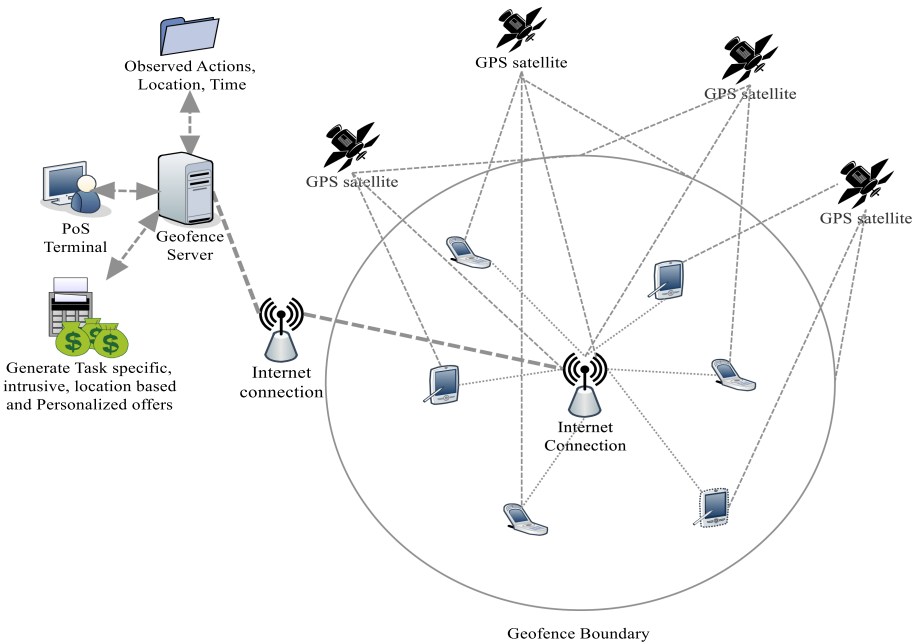 Observed Actions,
Location, Time
PoS
Terminal
Geofence
Server
Generate Task specific,
intrusive, location based
and Personalized offers
$ $ $
Internet
connection
GPS satellite
GPS satellite
GPS satellite
GPS satellite
Internet
Connection
Geofence Boundary